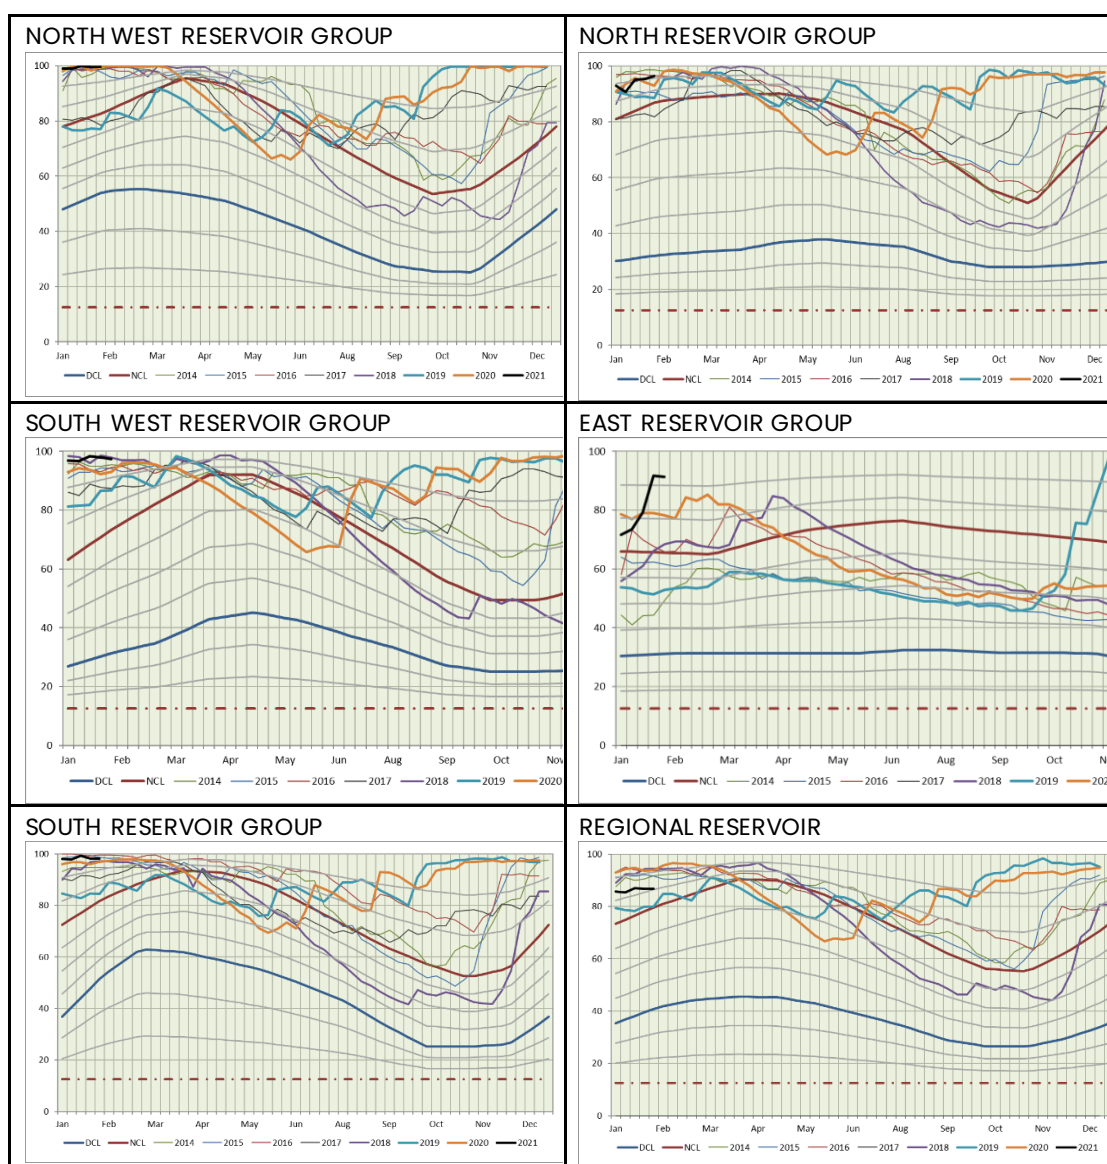 NORTH WEST RESERVOIR GROUP
100
80
60
40
20
0
Jan Feb Mar Apr May Jun Jul Aug Sep Oct Nov Dec
DCL NCL 2014 2015 2016 2017 2018 2019 2020 2021
NORTH RESERVOIR GROUP
100
80
60
40
20
0
Jan Feb Mar Apr May Jun Aug Sep Oct Nov Dec
DCL NCL 2014 2015 2016 2017 2018 2019 2020 2021
SOUTH WEST RESERVOIR GROUP
100
80
60
40
20
0
Jan Feb Mar Apr May Jun Jul Aug Sep Oct Nov
DCL NCL 2014 2015 2016 2017 2018 2019 2020
EAST RESERVOIR GROUP
100
80
60
40
20
0
Jan Feb Mar Apr May Jun Jul Aug Oct
DCL NCL 2014 2015 2016 2017 2018 2019
SOUTH RESERVOIR GROUP
100
80
60
40
20
0
Jan Feb Mar Apr May Jun Jul Aug Sep Oct Nov Dec
DCL NCL 2014 2015 2016 2017 2018 2019 2020 2021
REGIONAL RESERVOIR
100
80
60
40
20
0
Jan Feb Mar Apr May Jun Jul Aug Sep Oct Nov Dec
DCL NCL 2014 2015 2016 2017 2018 2019 2020 2021